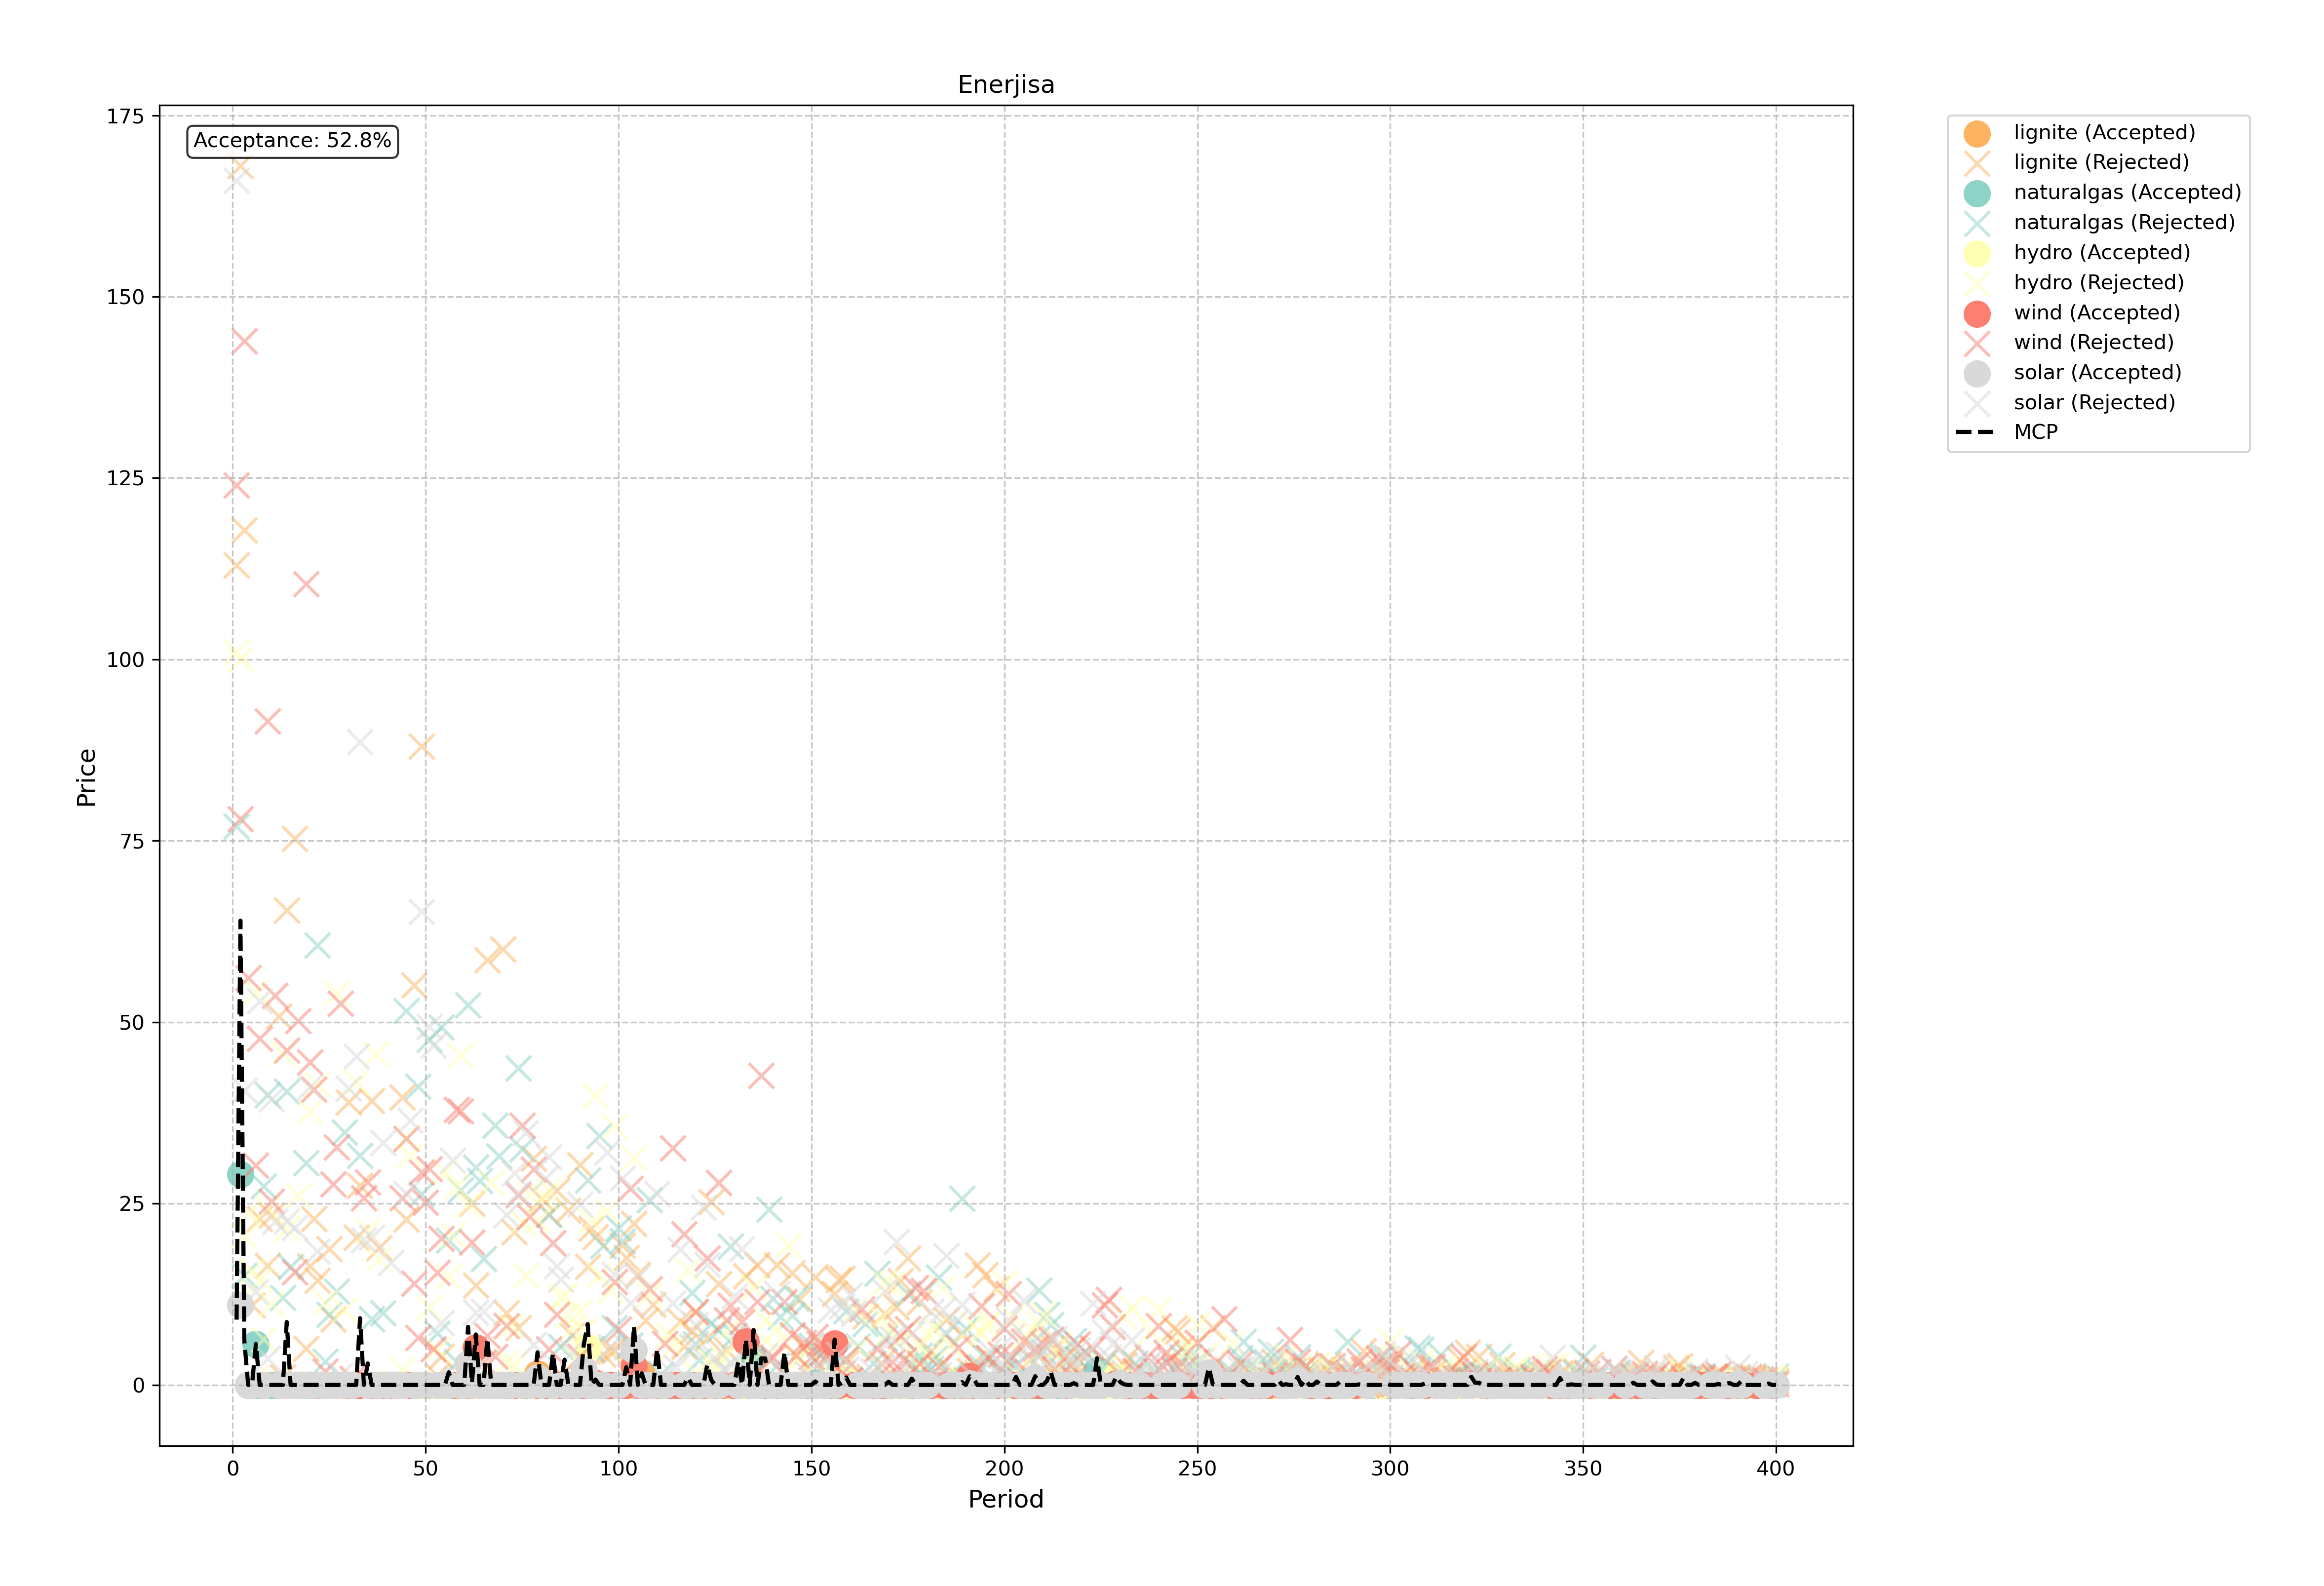 Enerjisa
Acceptance: 52.8%
175
150
125
100
75
50
25
0
Price
0 50 100 150 200 250 300 350 400
Period
lignite (Accepted)
lignite (Rejected)
naturalgas (Accepted)
naturalgas (Rejected)
hydro (Accepted)
hydro (Rejected)
wind (Accepted)
wind (Rejected)
solar (Accepted)
solar (Rejected)
MCP